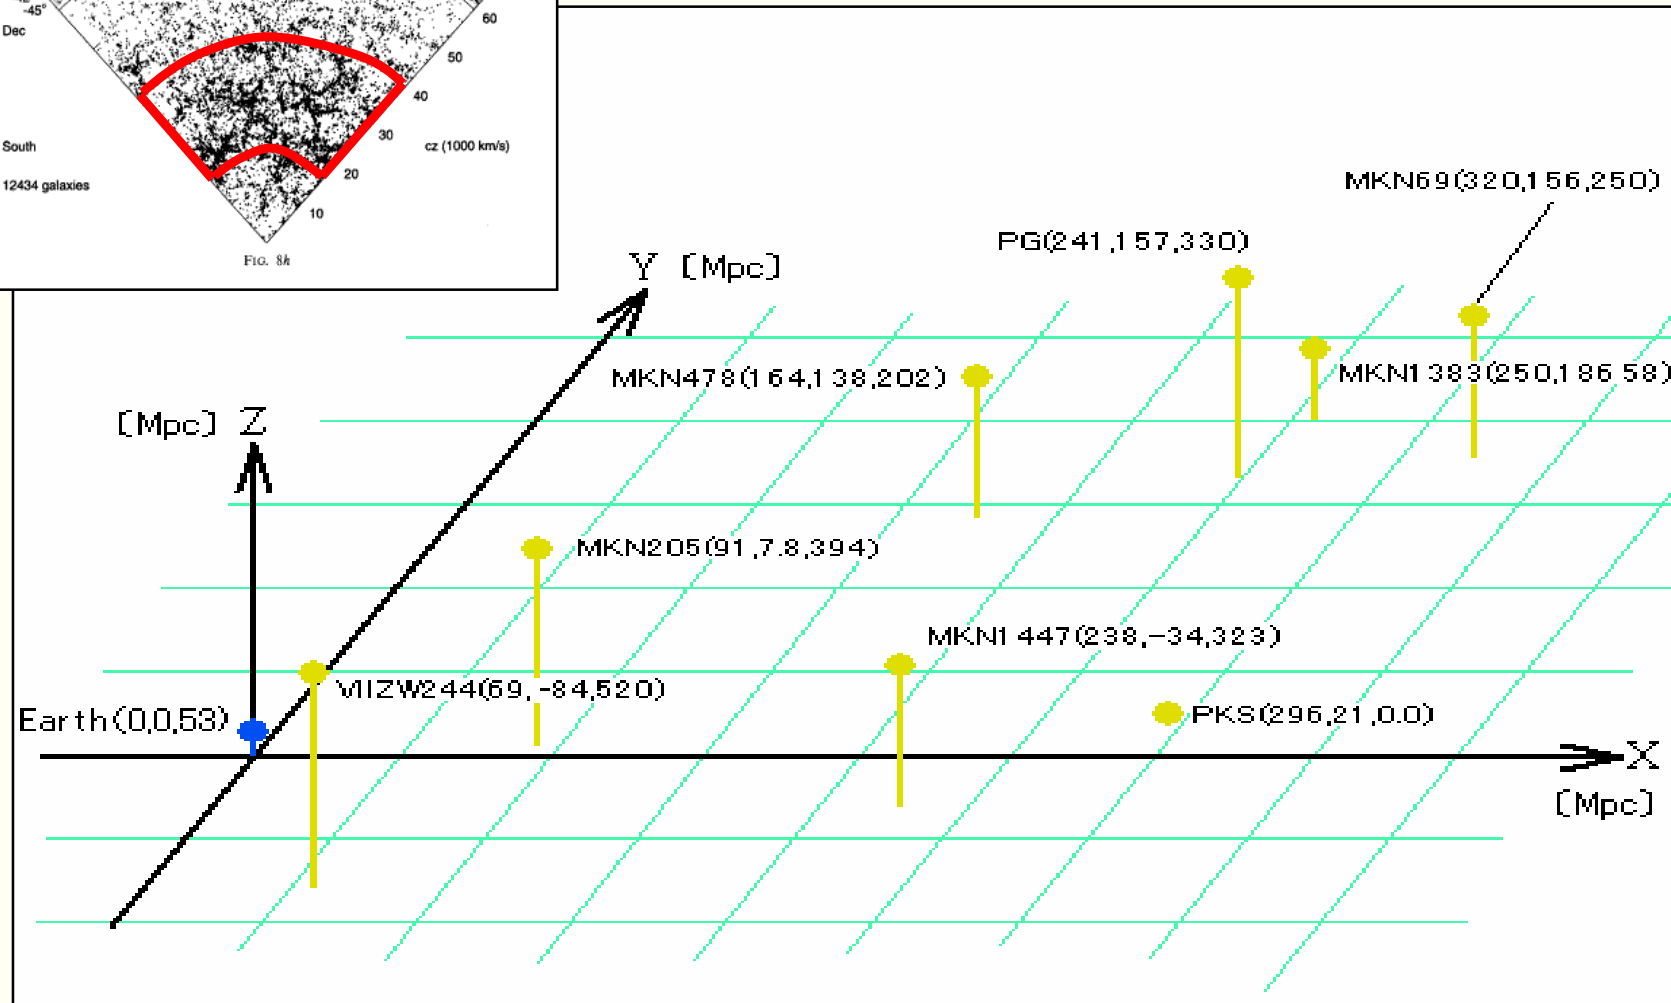 -45°
60
Dec
50
40
30
South
cz (1000 km/s)
20
12434 galaxies
10
FIG. 8h
MKN69(320,156,250)
PG(241,157,330)
Y [Mpc]
MKN478(164,138,202)
MKN1383(250,186 58)
[Mpc] Z
MKN205(91,7.8,394)
MKN1447(238,-34,323)
VIIZW244(69,-84,520)
Earth(0,0,53)
PKS(296,21,0.0)
X
[Mpc]